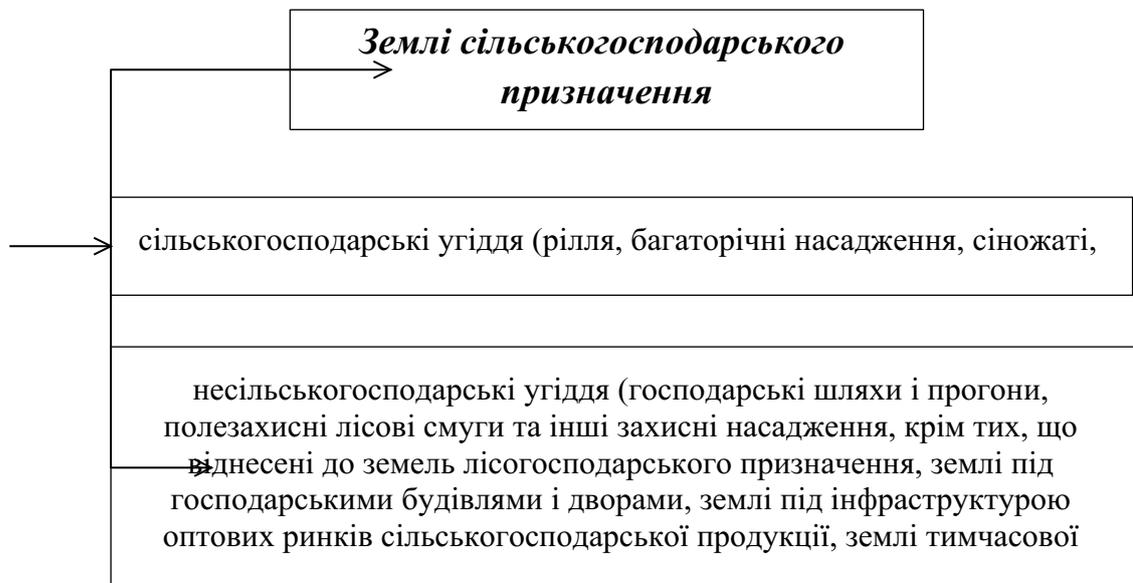 Землі сільськогосподарського
призначення
сільськогосподарські угіддя (рілля, багаторічні насадження, сіножаті,
несільськогосподарські угіддя (господарські шляхи і прогони,
полезахисні лісові смуги та інші захисні насадження, крім тих, що
віднесені до земель лісогосподарського призначення, землі під
господарськими будівлями і дворами, землі під інфраструктурою
оптових ринків сільськогосподарської продукції, землі тимчасової